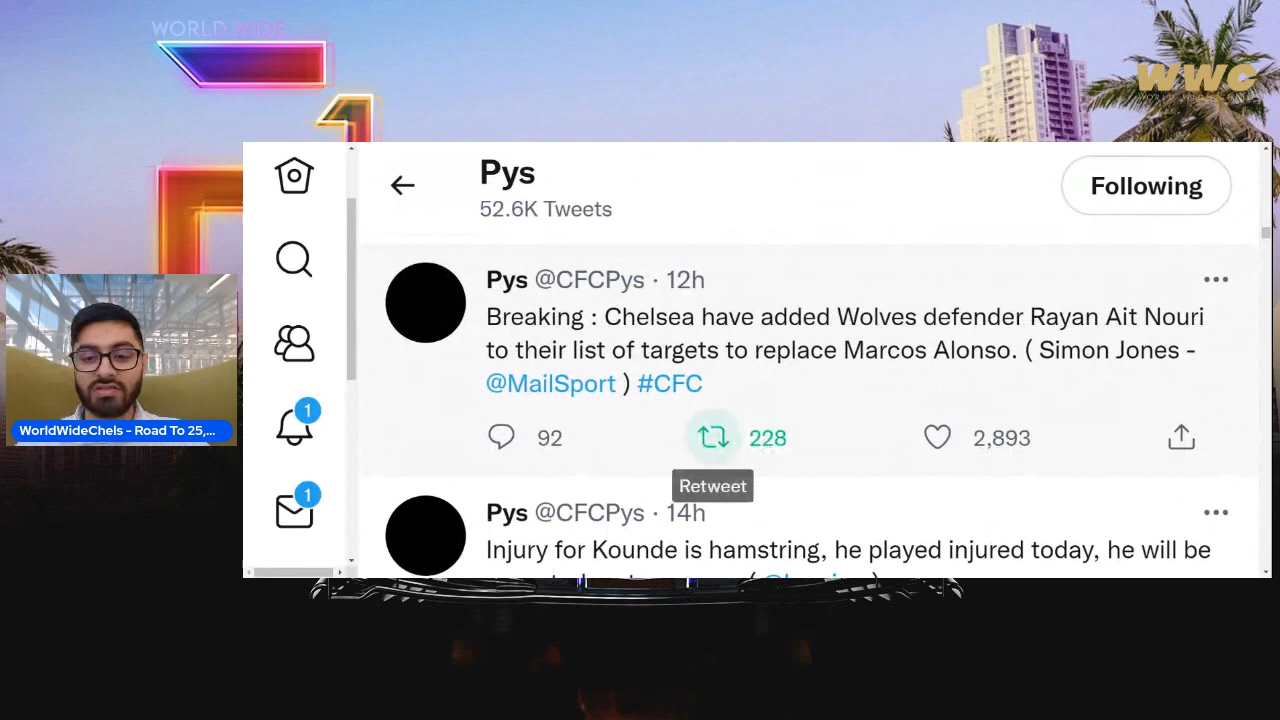 WORLD WIDE
WWC
WORLD WIDE CHELS
Pys
52.6K Tweets
Following
Pys @CFCPys · 12h
Breaking : Chelsea have added Wolves defender Rayan Ait Nouri
to their list of targets to replace Marcos Alonso. ( Simon Jones -
@MailSport ) #CFC
92
228
2,893
Retweet
1
1
Pys @CFCPys · 14h
Injury for Kounde is hamstring, he played injured today, he will be
WorldWideChels - Road To 25,...